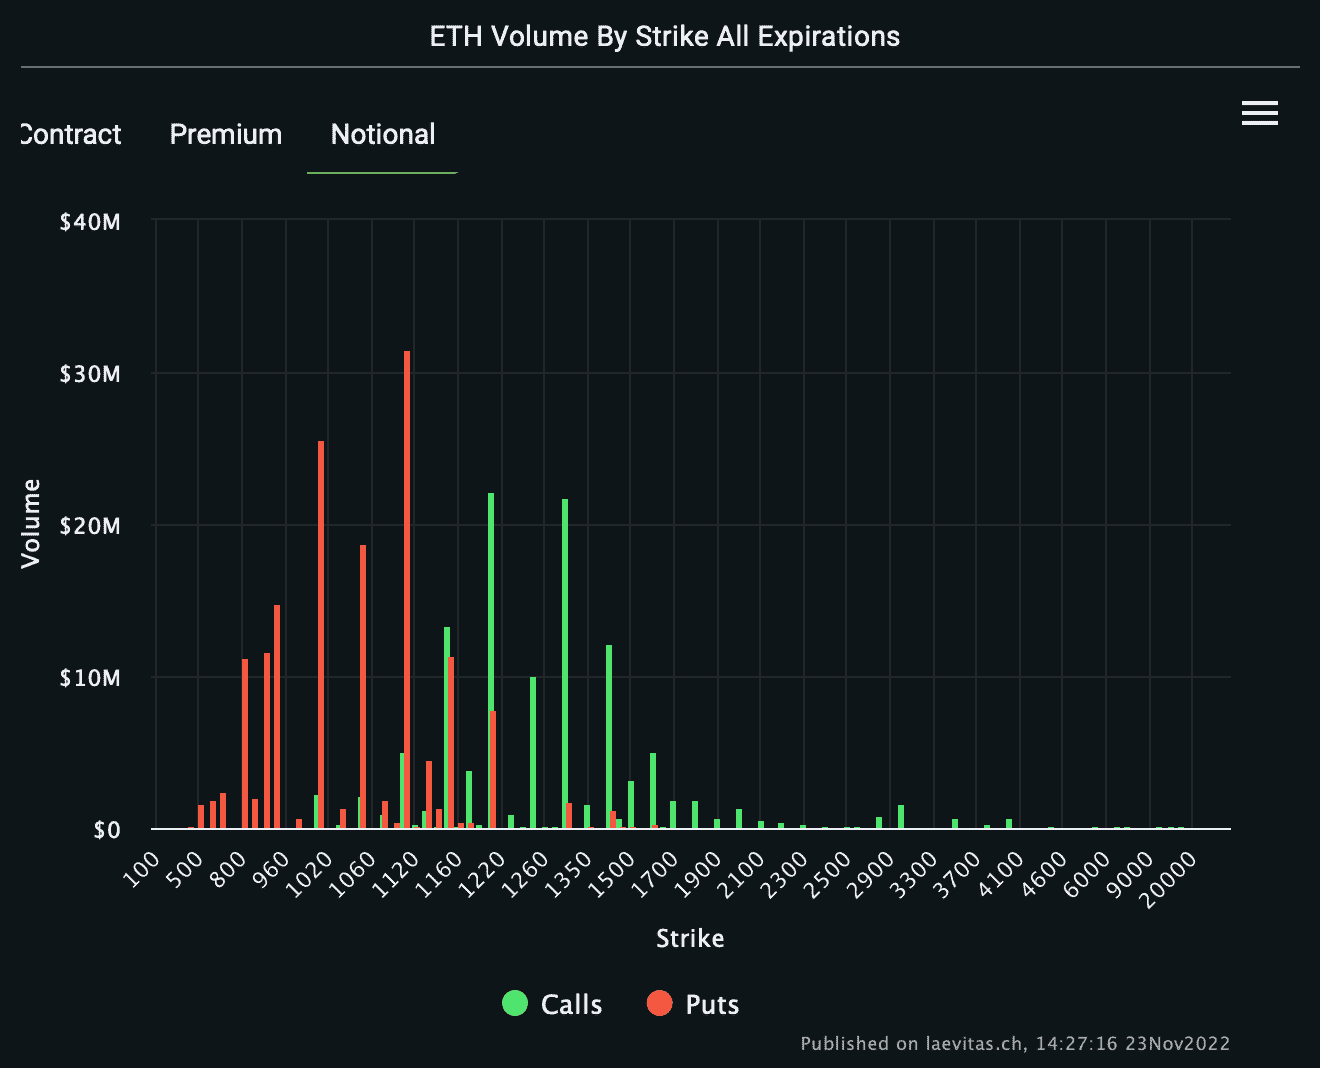 ETH Volume By Strike All Expirations
Contract Premium Notional
$40M
$30M
$20M
$10M
$0
Volume
100 500 800 960 1020 1060 1120 1160 1220 1260 1350 1500 1700 1900 2100 2300 2500 2900 3300 3700 4100 4600 6000 9000 20000
Strike
Calls Puts
Published on laevitas.ch, 14:27:16 23Nov2022